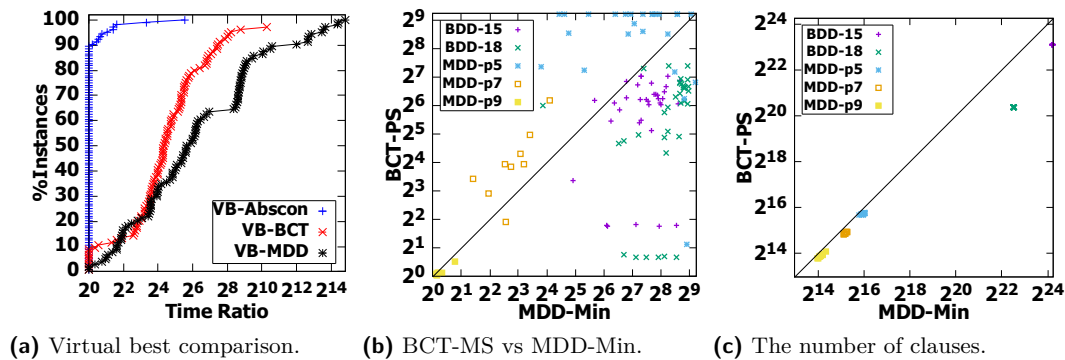 100
90
80
70
60
50
40
30
20
10
0
%Instances
VB-Abscon
VB-BCT
VB-MDD
2^0 2^2 2^4 2^6 2^8 2^10 2^12 2^14
Time Ratio
(a) Virtual best comparison.
2^9
2^8
2^7
2^6
2^5
2^4
2^3
2^2
2^1
2^0
BCT-PS
BDD-15
BDD-18
MDD-p5
MDD-p7
MDD-p9
2^0 2^1 2^2 2^3 2^4 2^5 2^6 2^7 2^8 2^9
MDD-Min
(b) BCT-MS vs MDD-Min.
2^24
2^22
2^20
2^18
2^16
2^14
BCT-PS
BDD-15
BDD-18
MDD-p5
MDD-p7
MDD-p9
2^14 2^16 2^18 2^20 2^22 2^24
MDD-Min
(c) The number of clauses.